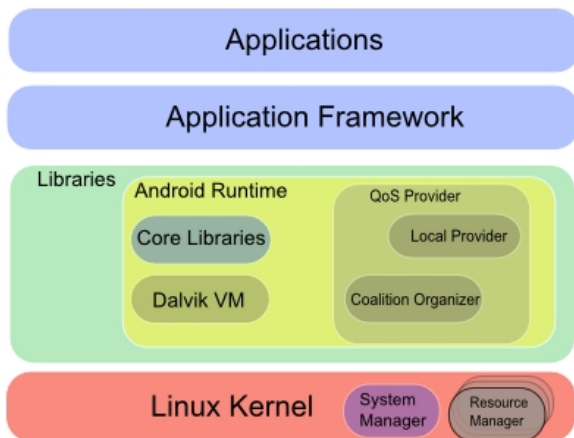 Applications
Application Framework
Libraries
Android Runtime
QoS Provider
Core Libraries
Local Provider
Dalvik VM
Coalition Organizer
Linux Kernel
System
Manager
Resource
Manager